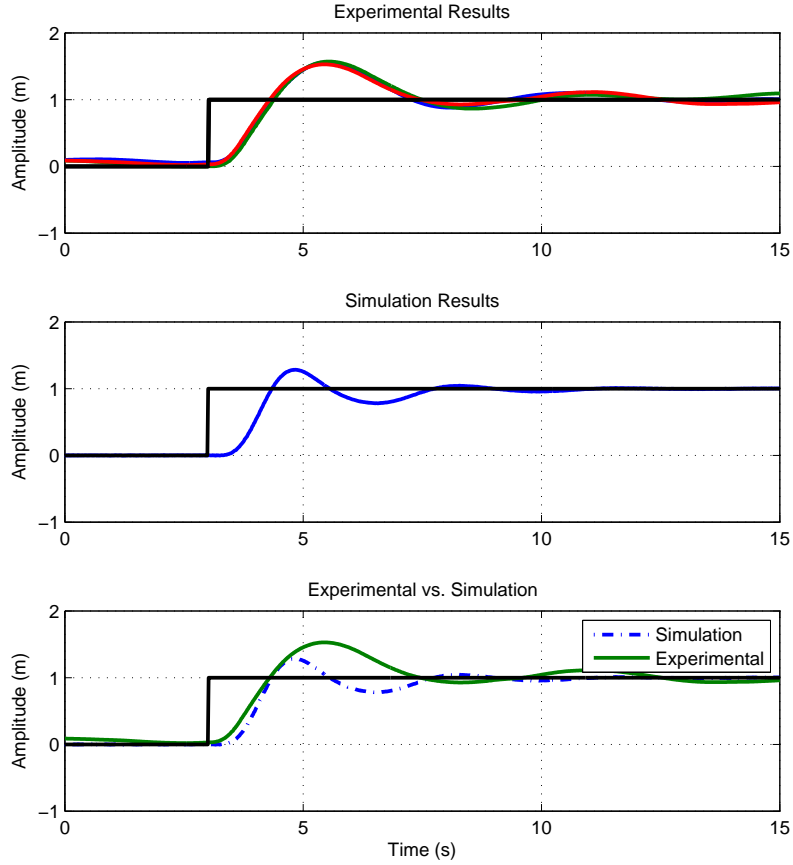 Experimental Results
Amplitude (m)
2
1
0
−1
0 5 10 15
Simulation Results
Amplitude (m)
2
1
0
−1
0 5 10 15
Experimental vs. Simulation
Amplitude (m)
2
1
0
−1
Simulation
Experimental
0 5 10 15
Time (s)